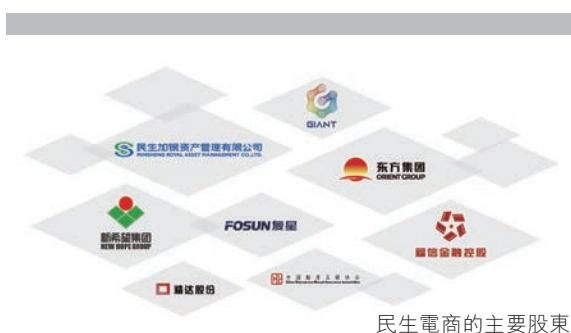 GIANT
民生加银资产管理有限公司
MINSHENG ROYAL ASSET MANAGEMENT CO.,LTD.
东方集团
ORIENT GROUP
新希望集团
NEW HOPE GROUP
FOSUN复星
福信金融控股
精达股份
民生電商的主要股東